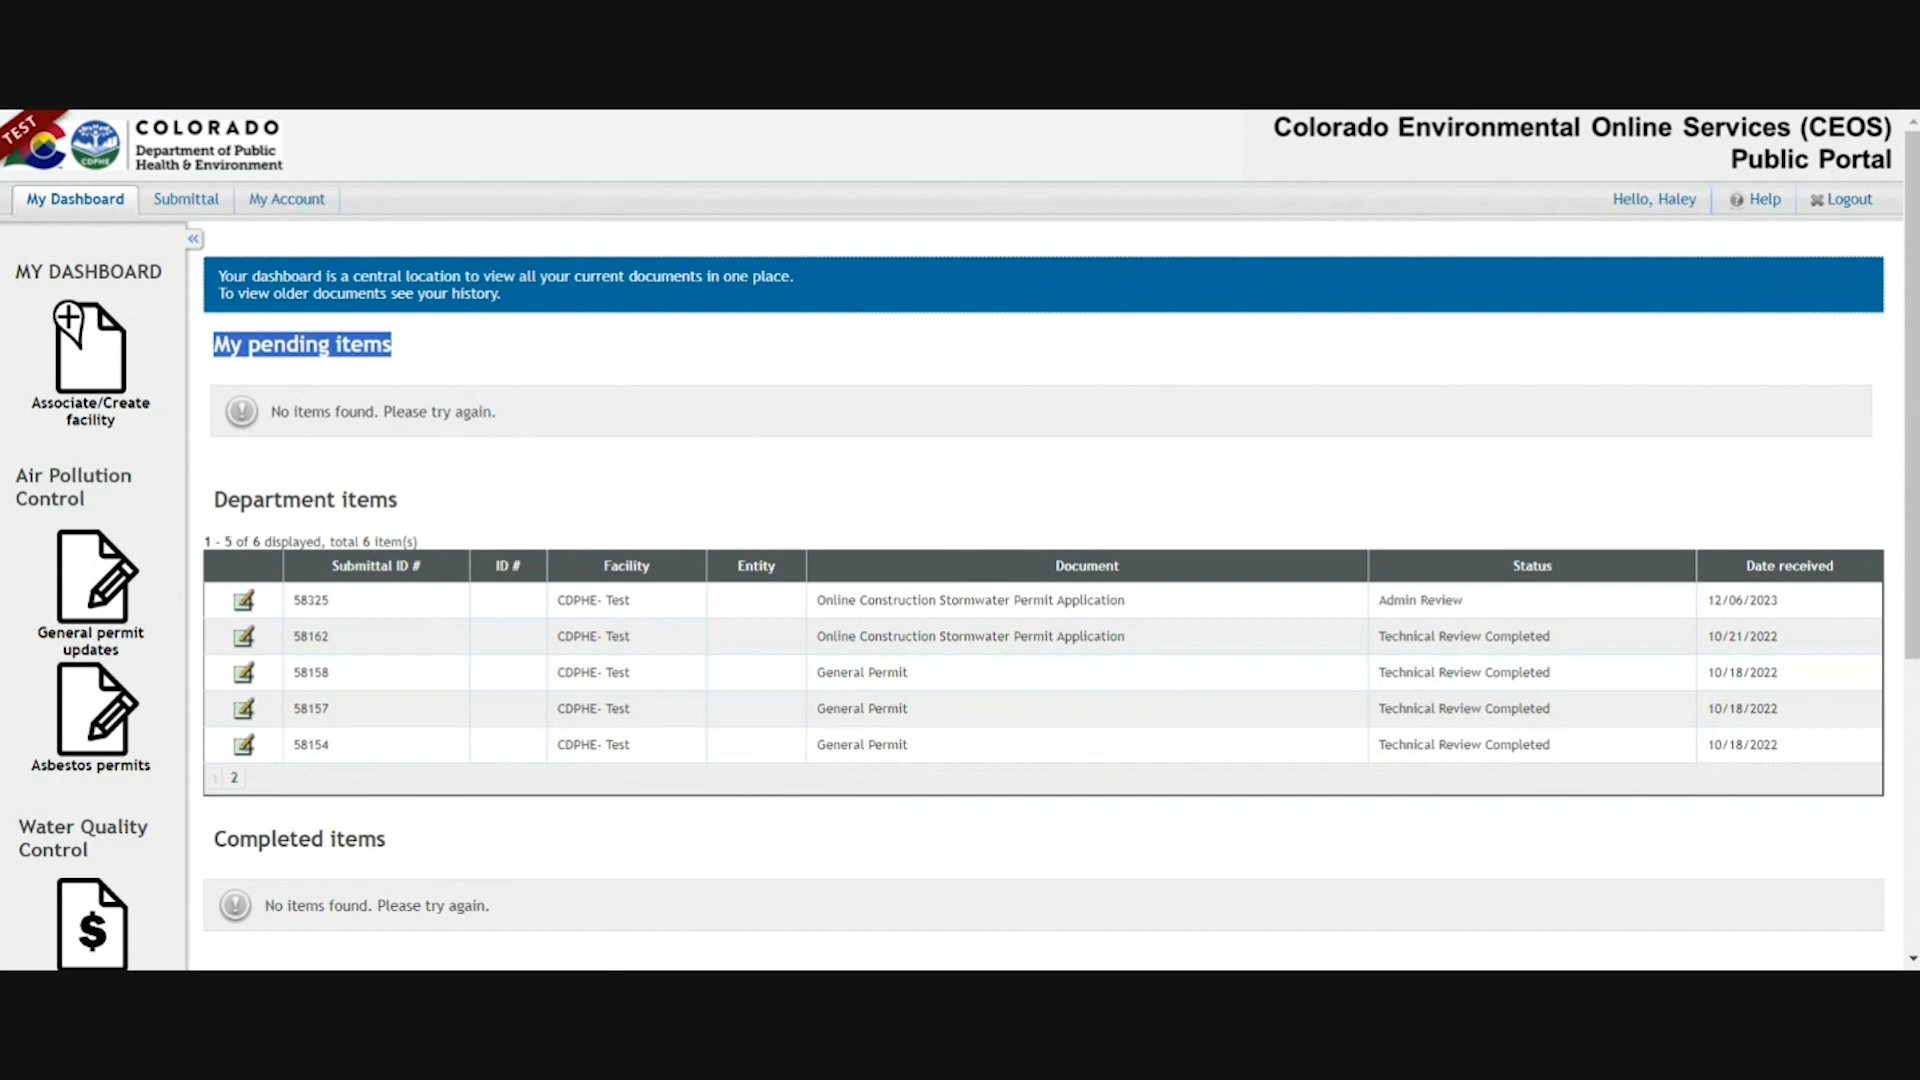 TEST
CDPHE
COLORADO
Department of Public
Health & Environment
Colorado Environmental Online Services (CEOS)
Public Portal
My Dashboard
Submittal
My Account
Hello, Haley
Help
Logout
«
MY DASHBOARD
Associate/Create
facility
Air Pollution
Control
General permit
updates
Asbestos permits
Water Quality
Control
$
Your dashboard is a central location to view all your current documents in one place.
To view older documents see your history.
My pending items
No items found. Please try again.
Department items
1 - 5 of 6 displayed, total 6 item(s)
Submittal ID # ID # Facility Entity Document Status Date received
58325 CDPHE- Test Online Construction Stormwater Permit Application Admin Review 12/06/2023
58162 CDPHE- Test Online Construction Stormwater Permit Application Technical Review Completed 10/21/2022
58158 CDPHE- Test General Permit Technical Review Completed 10/18/2022
58157 CDPHE- Test General Permit Technical Review Completed 10/18/2022
58154 CDPHE- Test General Permit Technical Review Completed 10/18/2022
1 2
Completed items
No items found. Please try again.